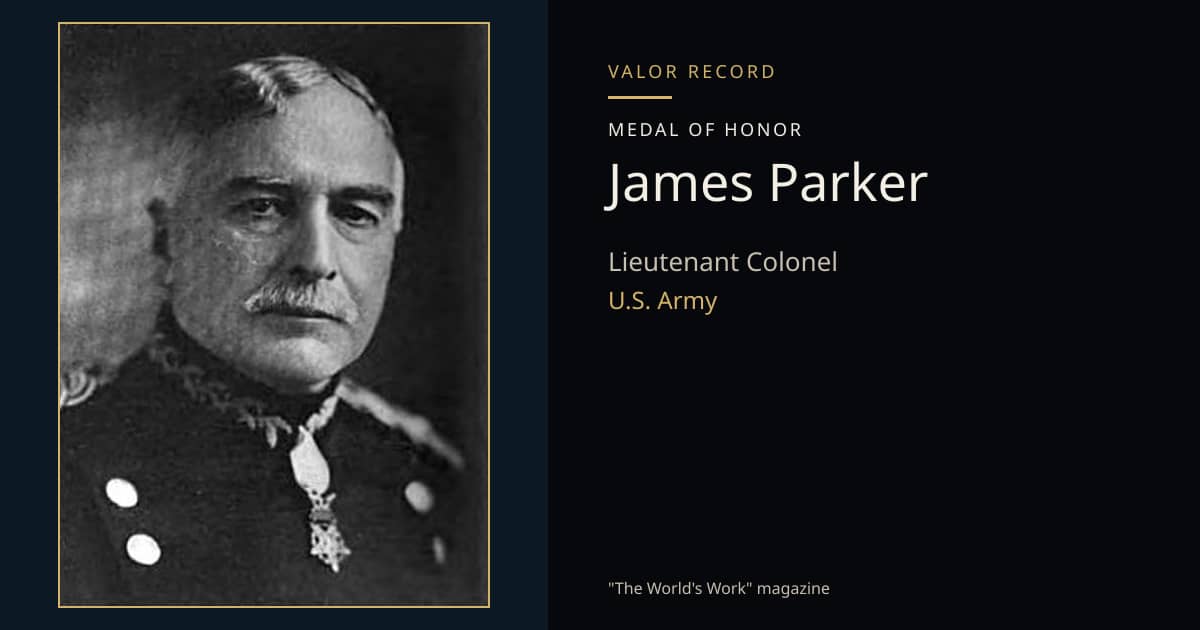 VALOR RECORD
MEDAL OF HONOR
James Parker
Lieutenant Colonel
U.S. Army
"The World's Work" magazine